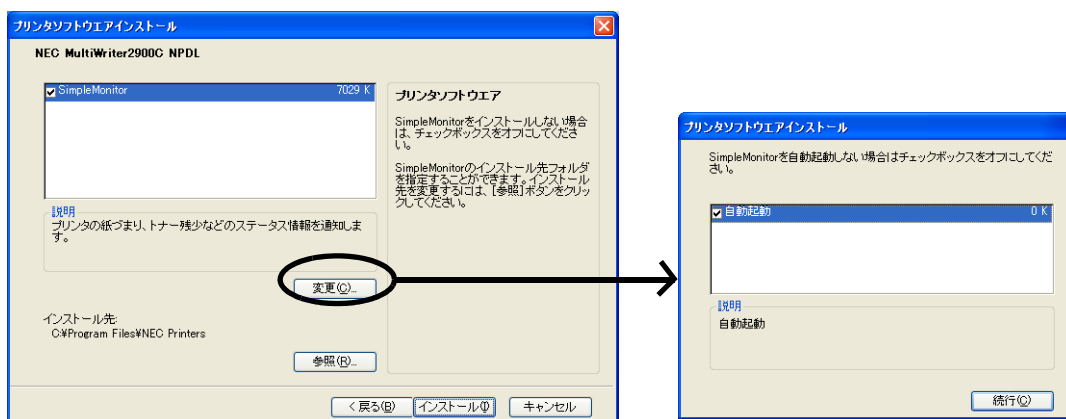 プリンタソフトウエアインストール
NEC MultiWriter2900C NPDL
SimpleMonitor 7029 K
説明
プリンタの紙づまり、トナー残少などのステータス情報を通知しま
す。
変更(C)...
インストール先:
C:¥Program Files¥NEC Printers
参照(R)...
プリンタソフトウエア
SimpleMonitorをインストールしない場合
は、チェックボックスをオフにしてくださ
い。
SimpleMonitorのインストール先フォルダ
を指定することができます。インストール
先を変更するには、[参照]ボタンをクリッ
クしてください。
< 戻る(B) インストール(I) キャンセル
プリンタソフトウエアインストール
SimpleMonitorを自動起動しない場合はチェックボックスをオフにしてくだ
さい。
自動起動 0 K
説明
自動起動
続行(C)